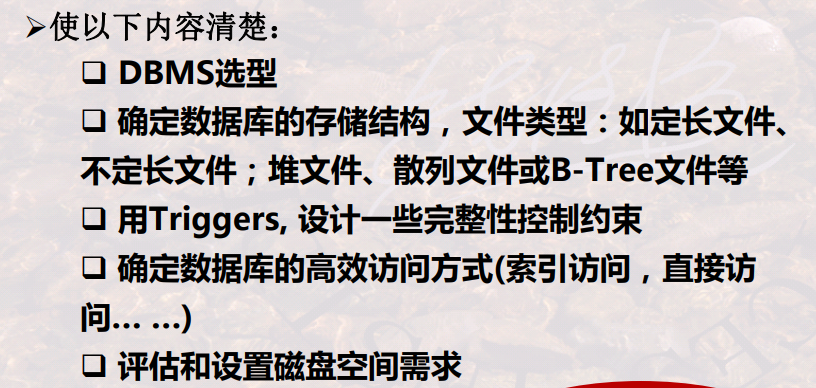 ➢使以下内容清楚：
❑ DBMS选型
❑ 确定数据库的存储结构，文件类型：如定长文件、
不定长文件；堆文件、散列文件或B-Tree文件等
❑ 用Triggers, 设计一些完整性控制约束
❑ 确定数据库的高效访问方式(索引访问，直接访
问… …)
❑ 评估和设置磁盘空间需求